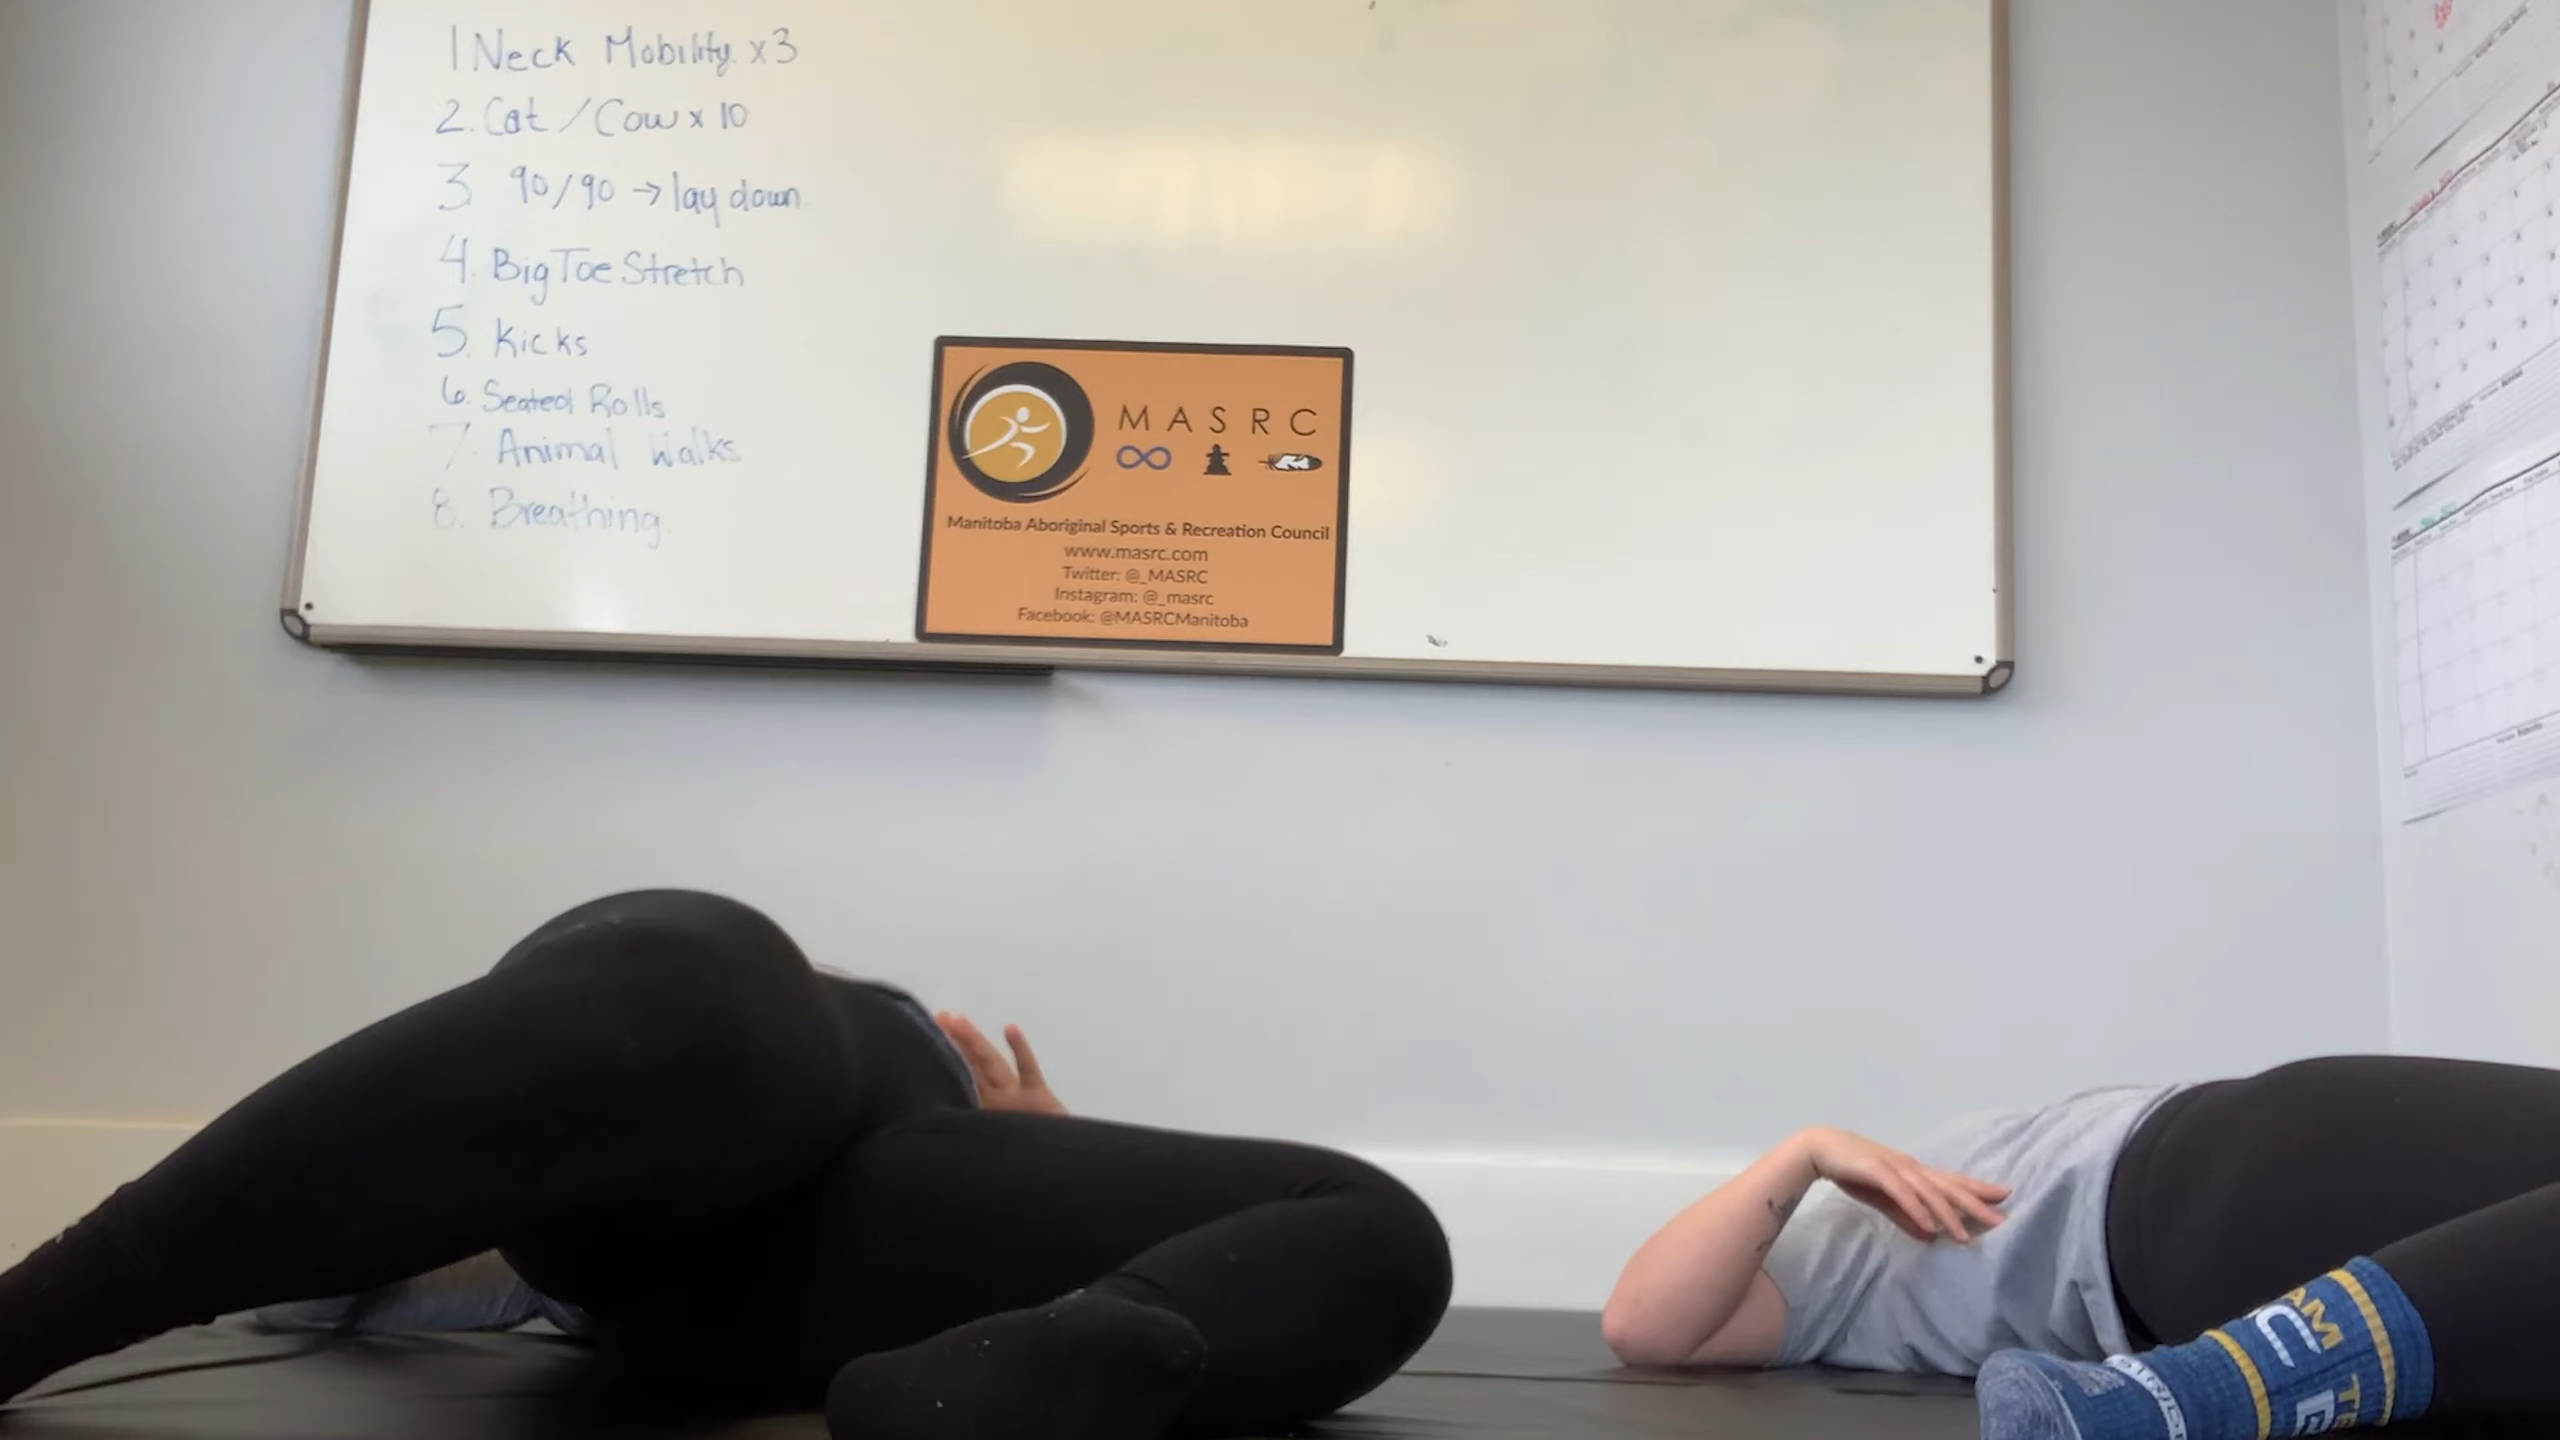 1. Neck Mobility. x3
2. Cat / Cow x 10
3 90/90 → lay down.
4. Big Toe Stretch
5. Kicks
6. Seated Rolls
7. Animal Walks
8. Breathing.
MASRC
Manitoba Aboriginal Sports & Recreation Council
www.masrc.com
Twitter: @_MASRC
Instagram: @_masrc
Facebook: @MASRCManitoba